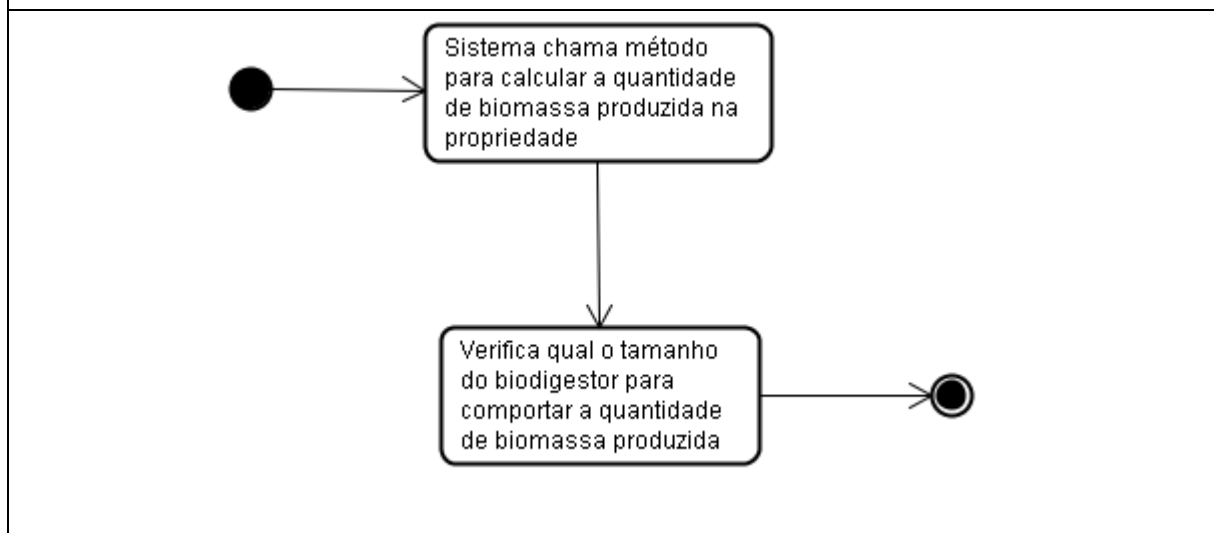 Sistema chama método
para calcular a quantidade
de biomassa produzida na
propriedade
Verifica qual o tamanho
do biodigestor para
comportar a quantidade
de biomassa produzida